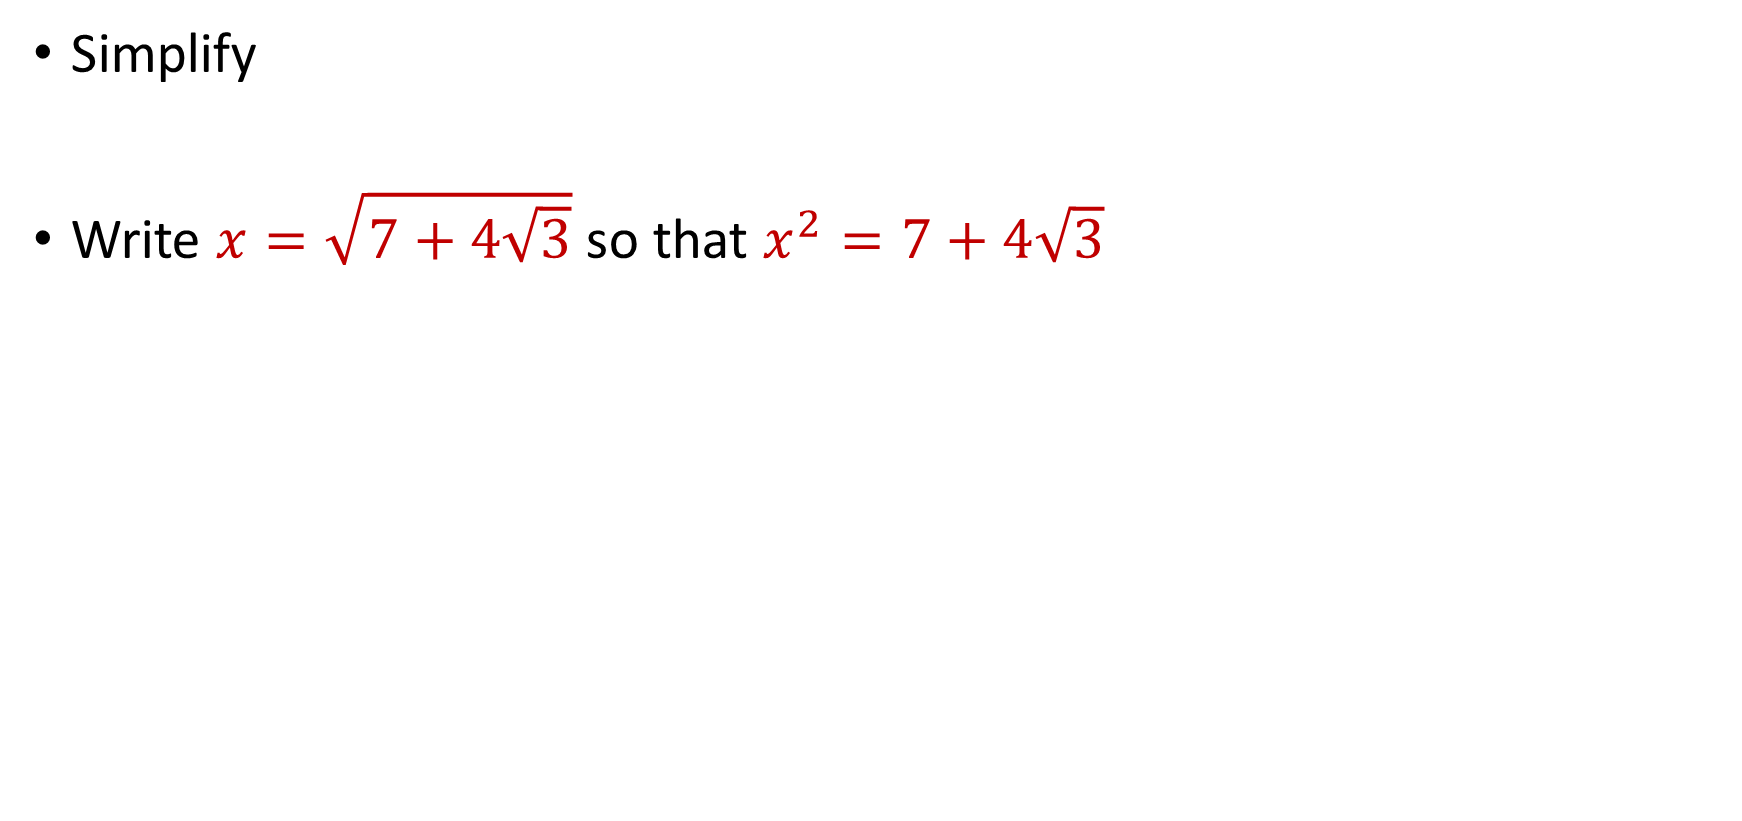 • Simplify
• Write x = √(7 + 4√3) so that x² = 7 + 4√3